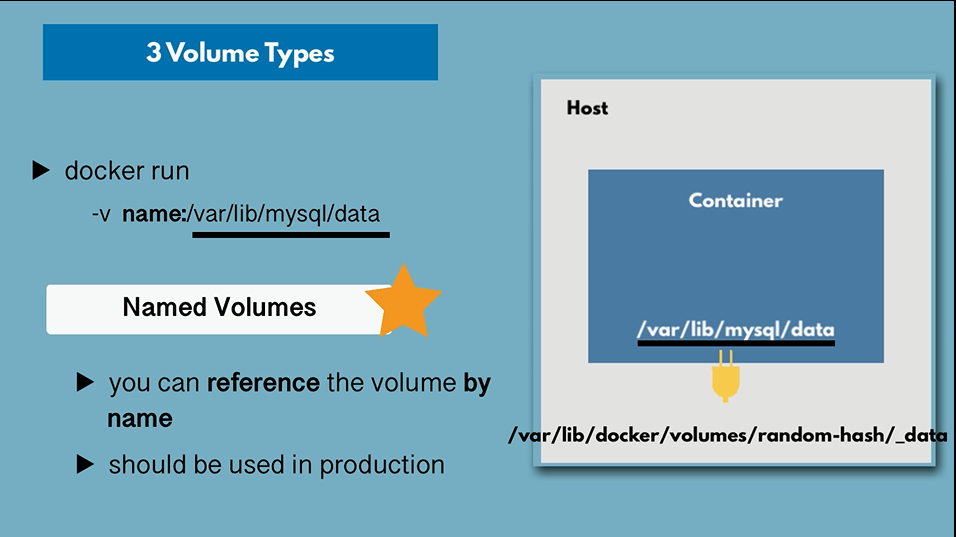 3 Volume Types
▶ docker run
-v name:/var/lib/mysql/data
Named Volumes
▶ you can reference the volume by
name
▶ should be used in production
Host
Container
/var/lib/mysql/data
/var/lib/docker/volumes/random-hash/_data